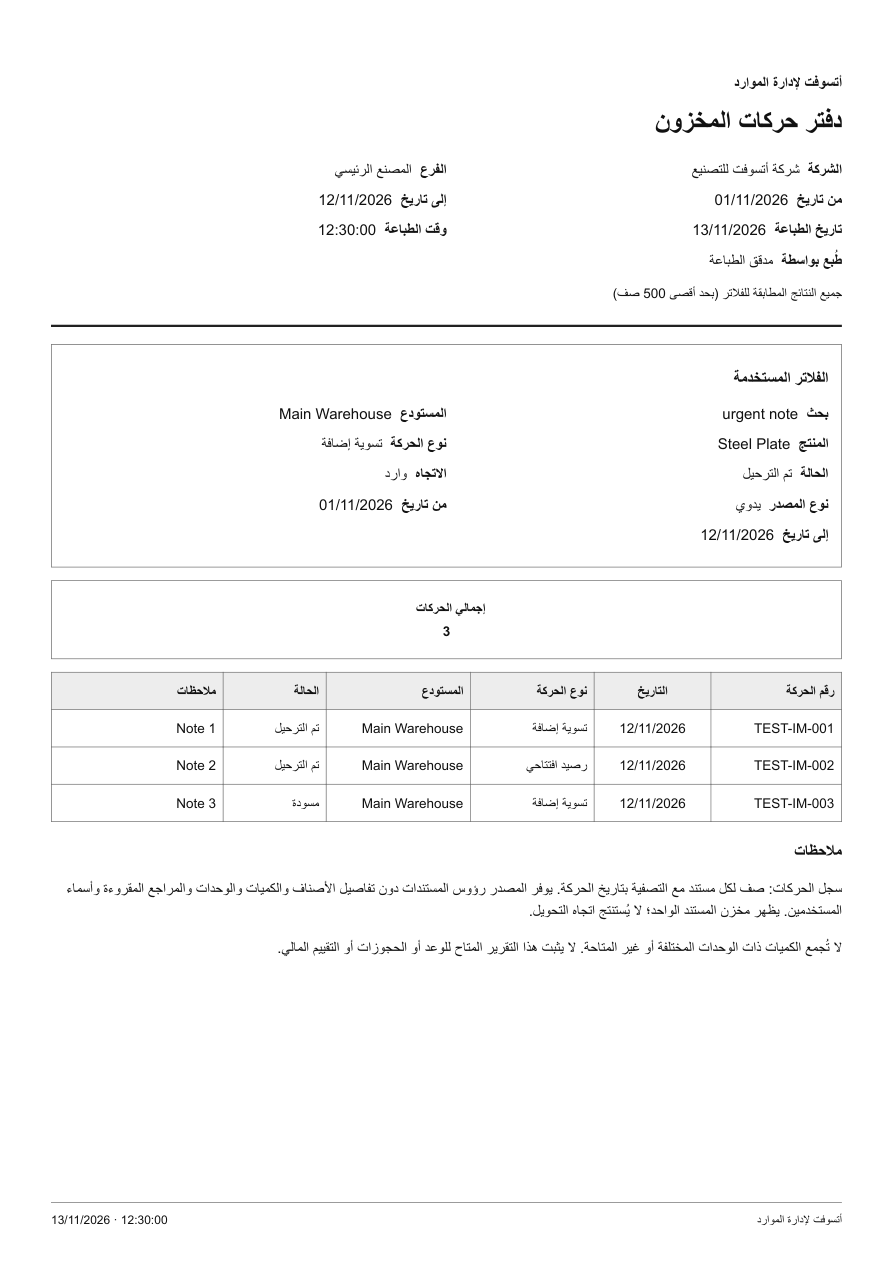 أتسوفت لإدارة الموارد
دفتر حركات المخزون
الشركة شركة أتسوفت للتصنيع
الفرع المصنع الرئيسي
من تاريخ 01/11/2026
إلى تاريخ 12/11/2026
تاريخ الطباعة 13/11/2026
وقت الطباعة 12:30:00
طُبع بواسطة مدقق الطباعة
جميع النتائج المطابقة للفلاتر (بحد أقصى 500 صف)
الفلاتر المستخدمة
بحث urgent note
المستودع Main Warehouse
المنتج Steel Plate
نوع الحركة تسوية إضافة
الحالة تم الترحيل
الاتجاه وارد
نوع المصدر يدوي
من تاريخ 01/11/2026
إلى تاريخ 12/11/2026
إجمالي الحركات
3
رقم الحركة التاريخ نوع الحركة المستودع الحالة ملاحظات
TEST-IM-001 12/11/2026 تسوية إضافة Main Warehouse تم الترحيل Note 1
TEST-IM-002 12/11/2026 رصيد افتتاحي Main Warehouse تم الترحيل Note 2
TEST-IM-003 12/11/2026 تسوية إضافة Main Warehouse مسودة Note 3
ملاحظات
سجل الحركات: صف لكل مستند مع التصفية بتاريخ الحركة. يوفر المصدر رؤوس المستندات دون تفاصيل الأصناف والكميات والوحدات والمراجع المقروءة وأسماء
المستخدمين. يظهر مخزن المستند الواحد؛ لا يُستنتج اتجاه التحويل.
لا تُجمع الكميات ذات الوحدات المختلفة أو غير المتاحة. لا يثبت هذا التقرير المتاح للوعد أو الحجوزات أو التقييم المالي.
أتسوفت لإدارة الموارد
13/11/2026 · 12:30:00